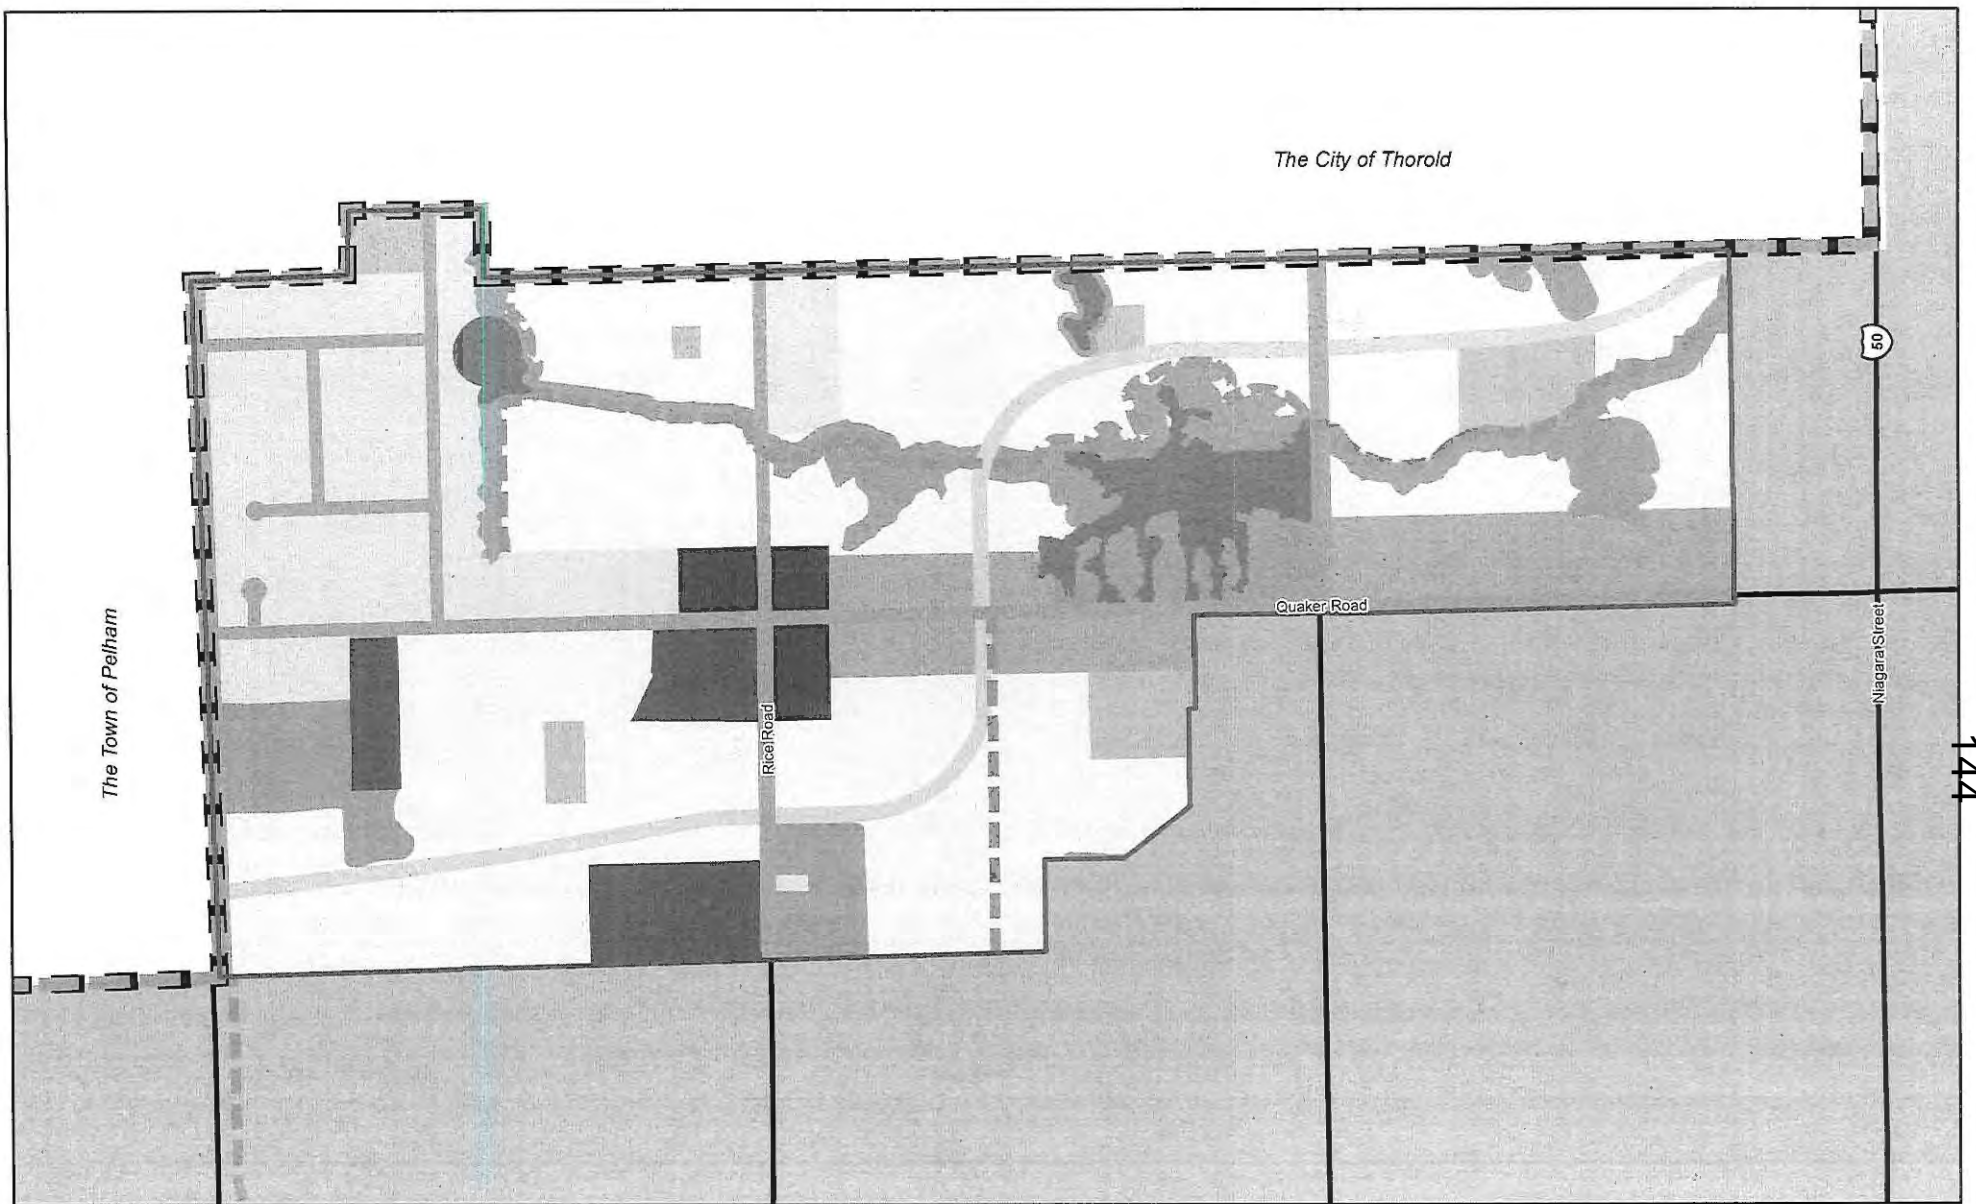 The City of Thorold
50
Quaker Road
The Town of Pelham
Niagara Street
Rice Road
144